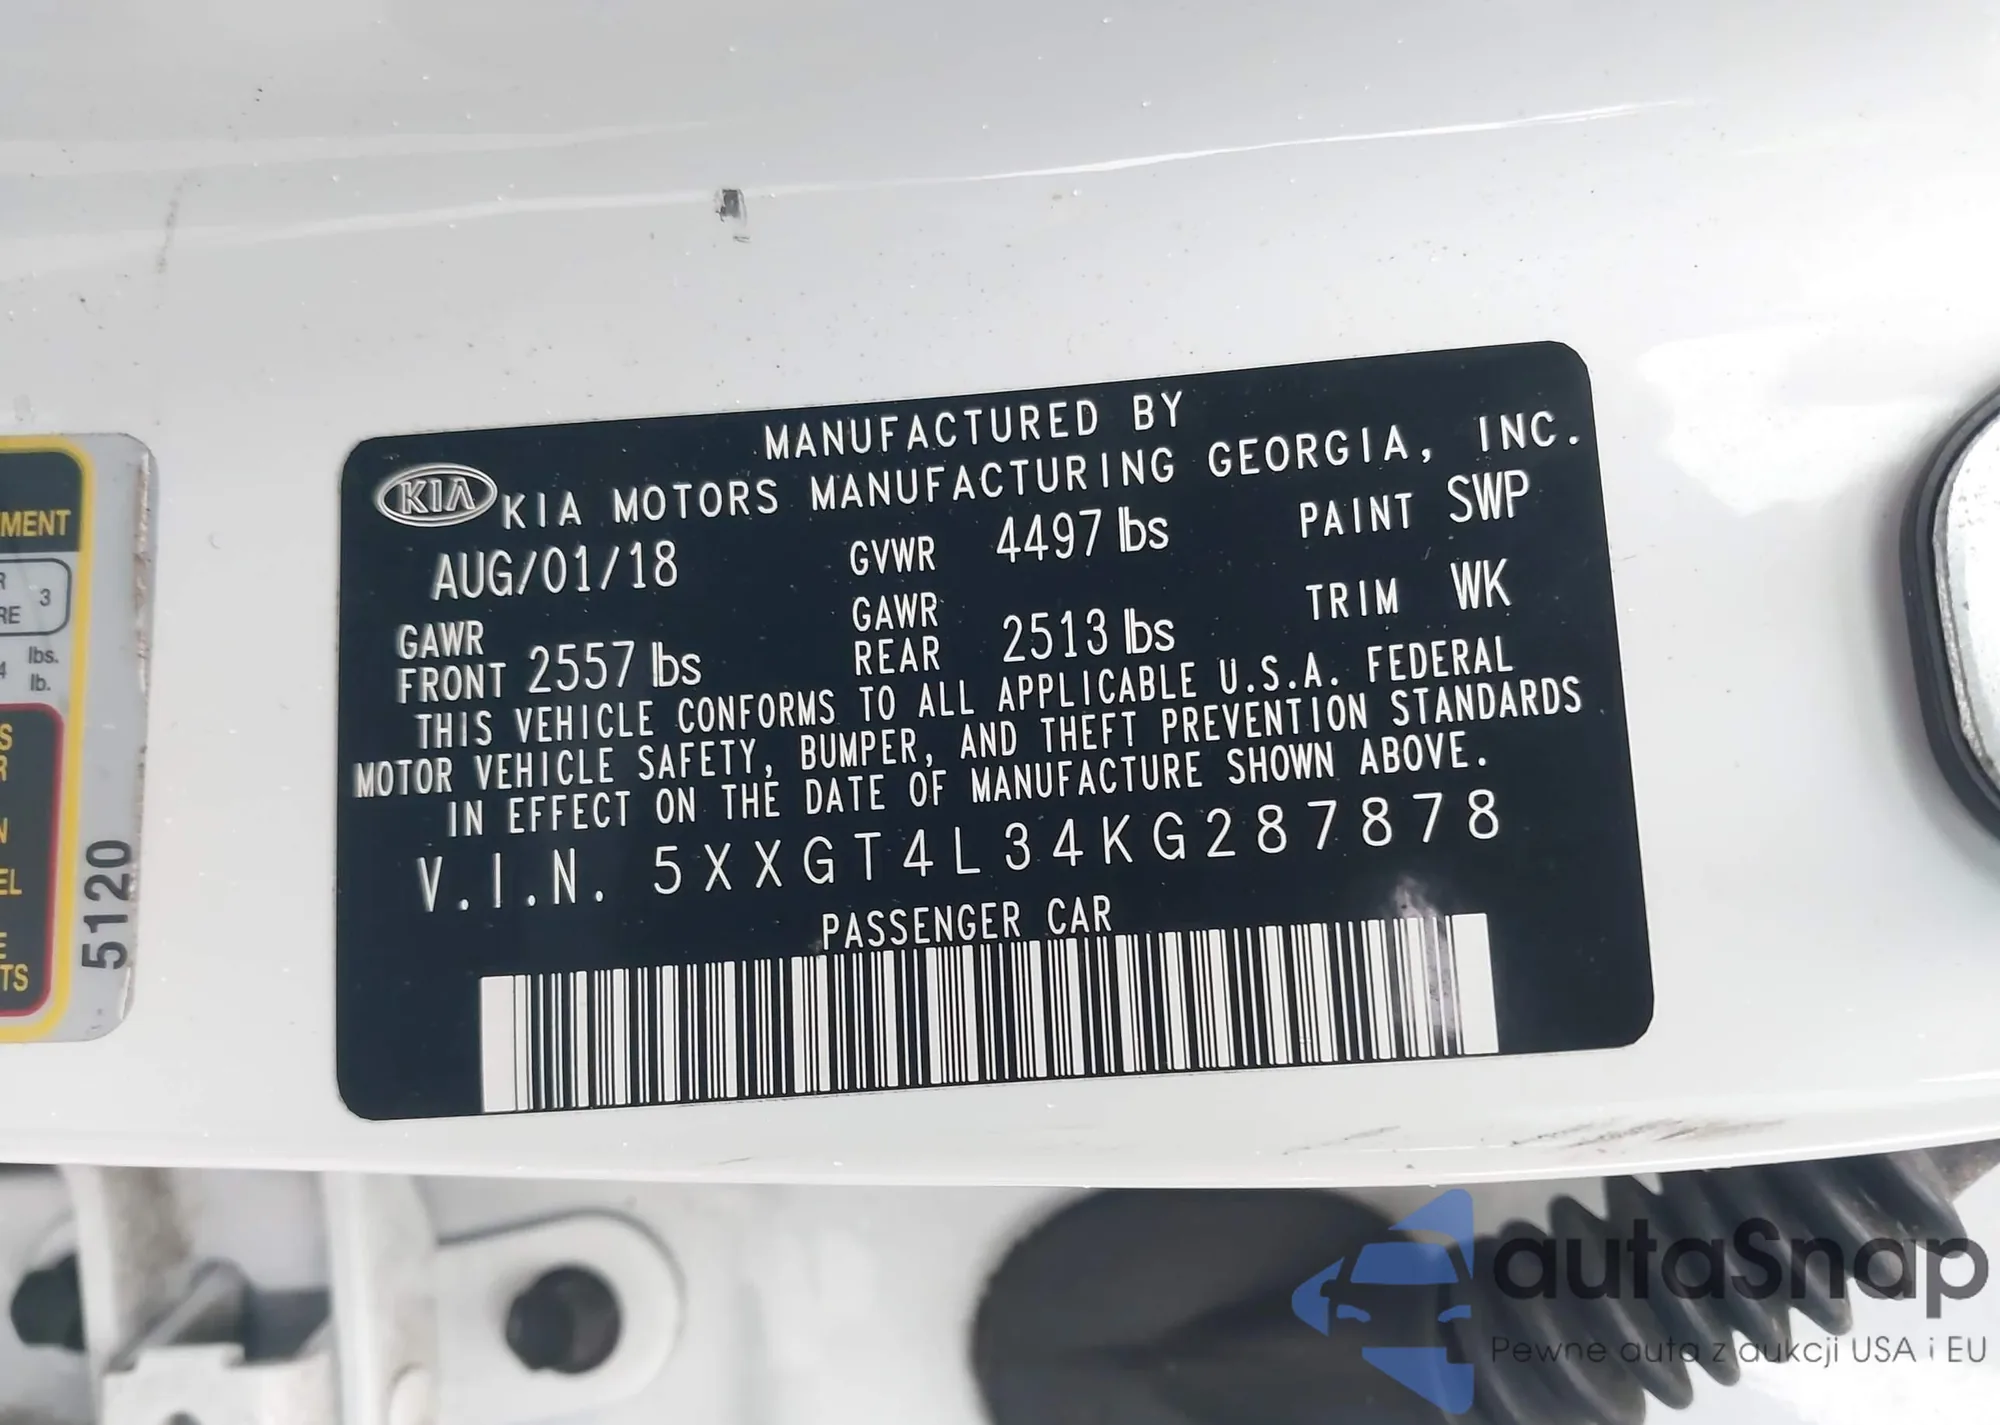 MANUFACTURED BY
KIA KIA MOTORS MANUFACTURING GEORGIA, INC.
AUG/01/18 GVWR 4497 lbs PAINT SWP
GAWR FRONT 2557 lbs GAWR REAR 2513 lbs TRIM WK
THIS VEHICLE CONFORMS TO ALL APPLICABLE U.S.A. FEDERAL
MOTOR VEHICLE SAFETY, BUMPER, AND THEFT PREVENTION STANDARDS
IN EFFECT ON THE DATE OF MANUFACTURE SHOWN ABOVE.
V.I.N. 5XXGT4L34KG287878
PASSENGER CAR
3
lbs.
lb.
5120
autaSnap
Pewne auta z aukcji USA i EU